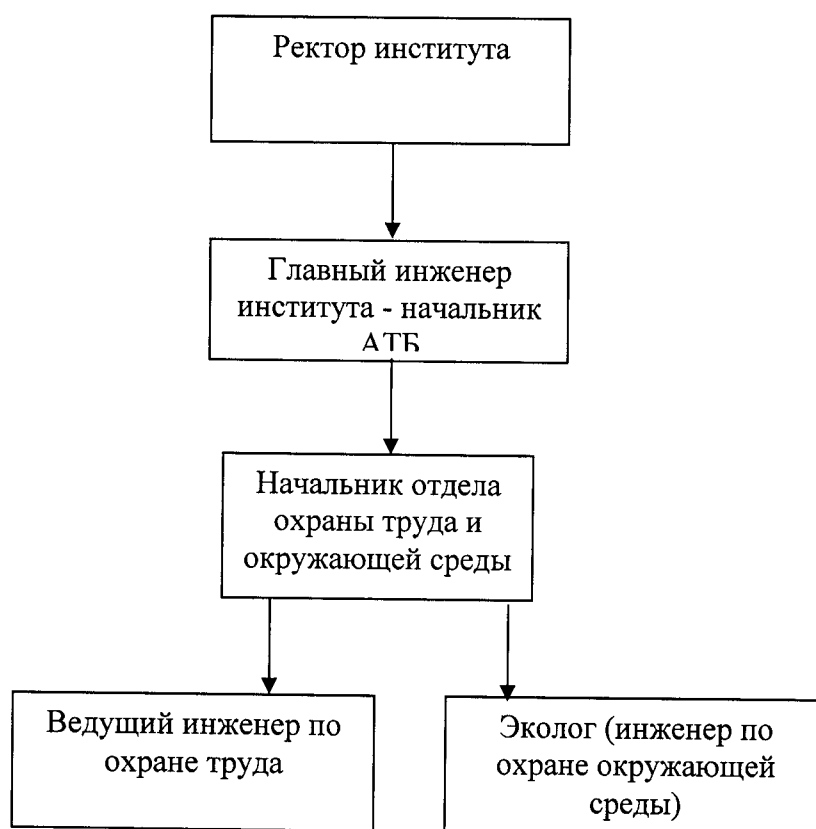 Ректор института
Главный инженер
института - начальник
АТБ
Начальник отдела
охраны труда и
окружающей среды
Ведущий инженер по
охране труда
Эколог (инженер по
охране окружающей
среды)